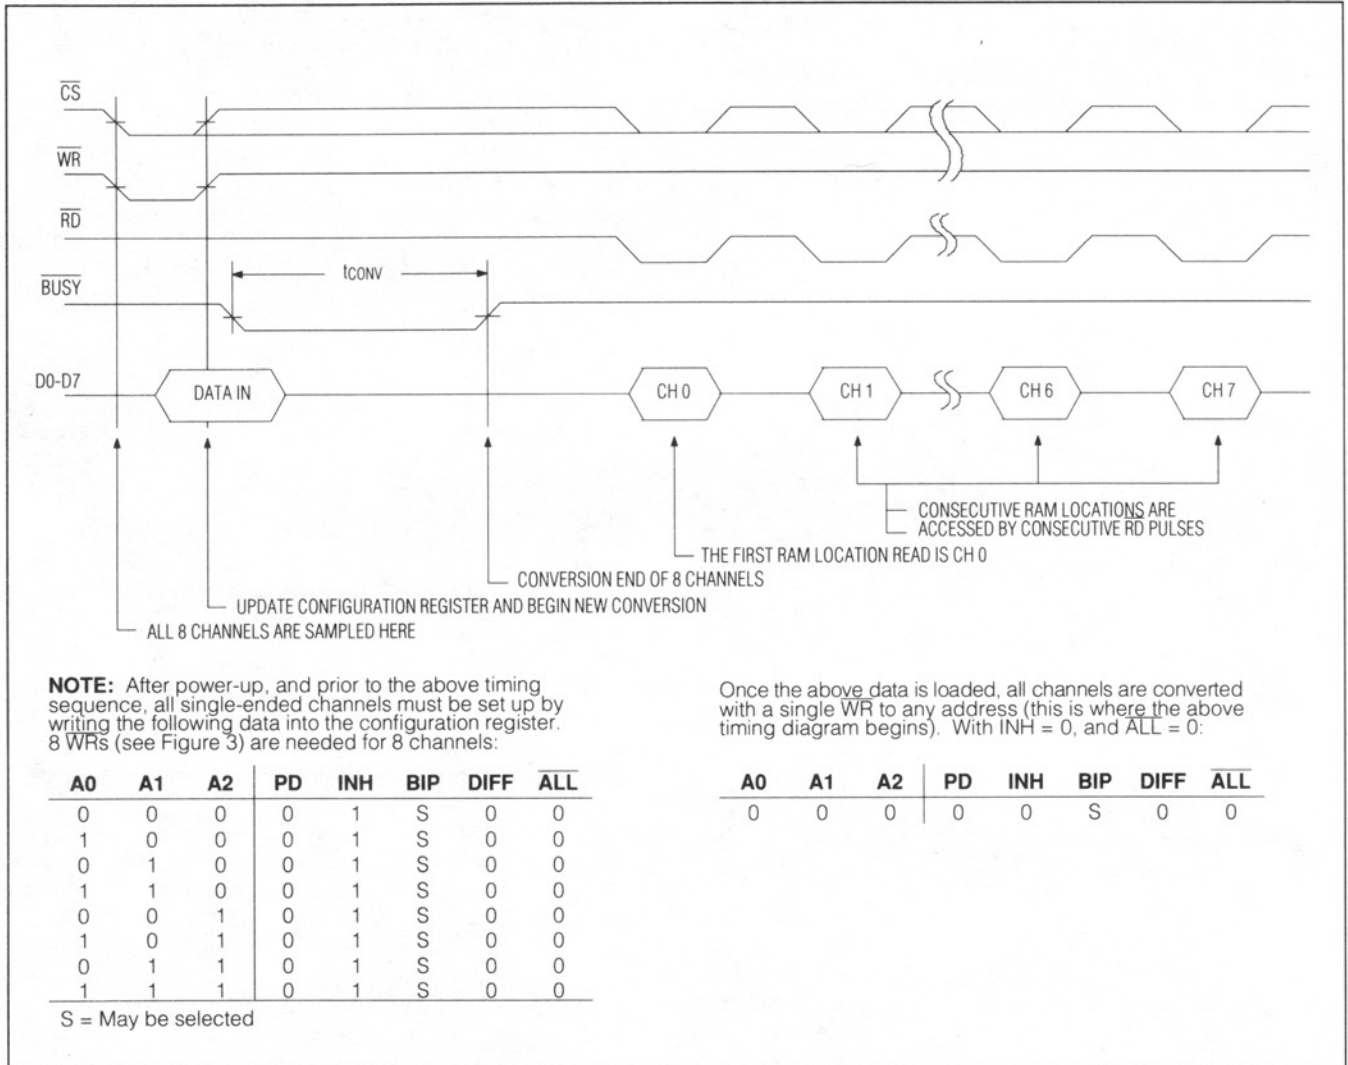 C̅S̅
W̅R̅
R̅D̅
tCONV
B̅U̅S̅Y̅
D0-D7
DATA IN
CH 0
CH 1
CH 6
CH 7
CONSECUTIVE RAM LOCATIONS ARE
ACCESSED BY CONSECUTIVE R̅D̅ PULSES
THE FIRST RAM LOCATION READ IS CH 0
CONVERSION END OF 8 CHANNELS
UPDATE CONFIGURATION REGISTER AND BEGIN NEW CONVERSION
ALL 8 CHANNELS ARE SAMPLED HERE
NOTE: After power-up, and prior to the above timing
sequence, all single-ended channels must be set up by
writing the following data into the configuration register.
8 W̅R̅s (see Figure 3) are needed for 8 channels:
A0 A1 A2 PD INH BIP DIFF A̅L̅L̅
0 0 0 0 1 S 0 0
1 0 0 0 1 S 0 0
0 1 0 0 1 S 0 0
1 1 0 0 1 S 0 0
0 0 1 0 1 S 0 0
1 0 1 0 1 S 0 0
0 1 1 0 1 S 0 0
1 1 1 0 1 S 0 0
S = May be selected
Once the above data is loaded, all channels are converted
with a single W̅R̅ to any address (this is where the above
timing diagram begins). With INH = 0, and A̅L̅L̅ = 0:
A0 A1 A2 PD INH BIP DIFF A̅L̅L̅
0 0 0 0 0 S 0 0